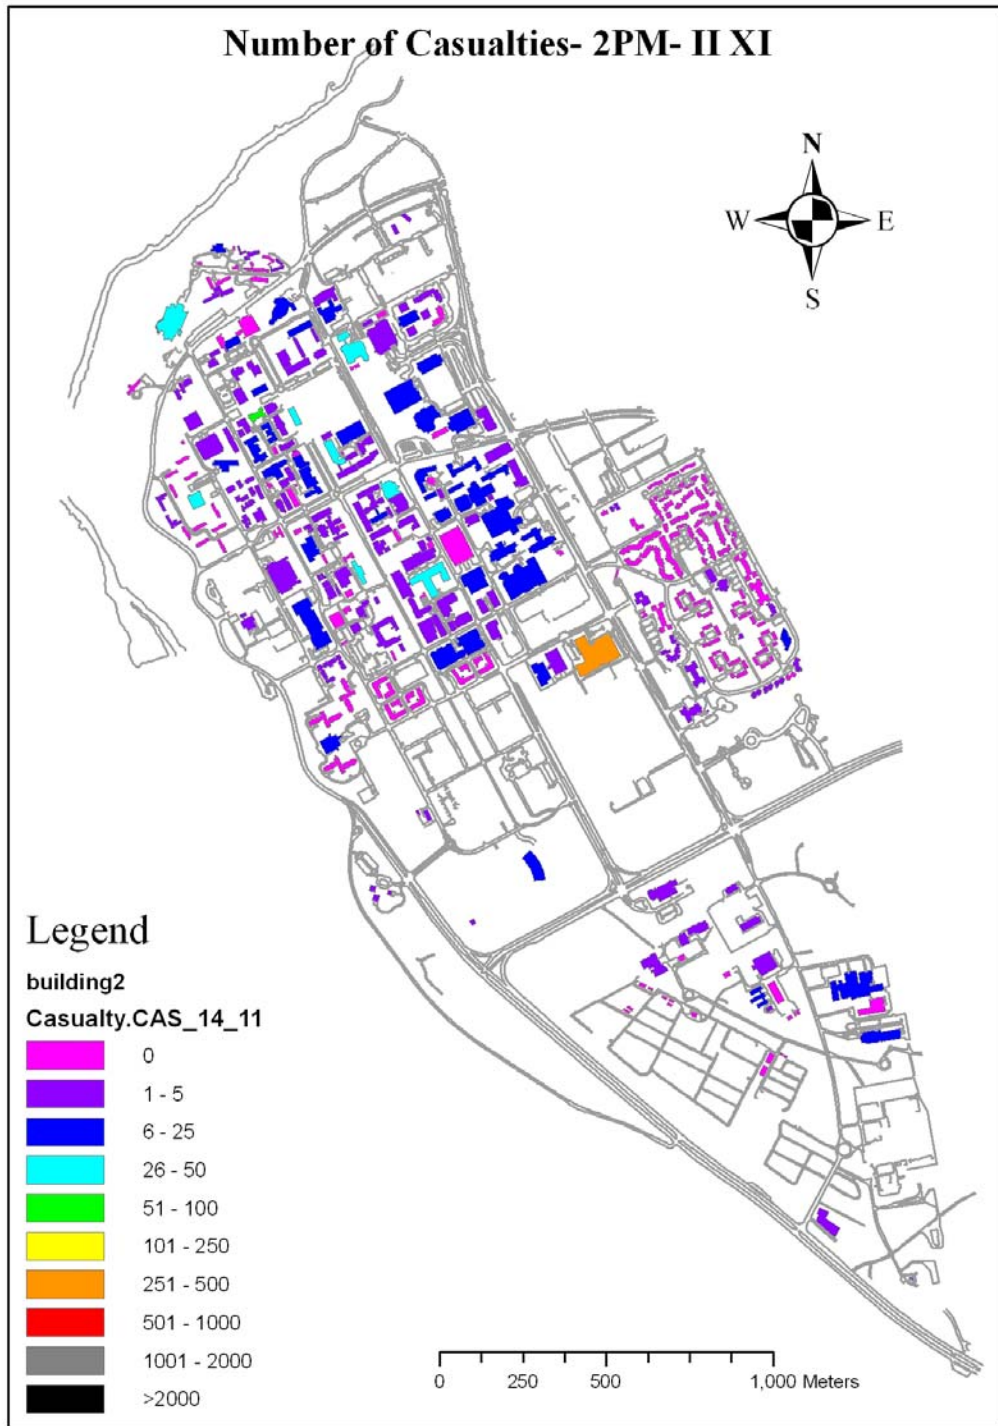 Number of Casualties- 2PM- II XI
N
W E
S
Legend
building2
Casualty.CAS_14_11
0
1 - 5
6 - 25
26 - 50
51 - 100
101 - 250
251 - 500
501 - 1000
1001 - 2000
>2000
0 250 500 1,000 Meters